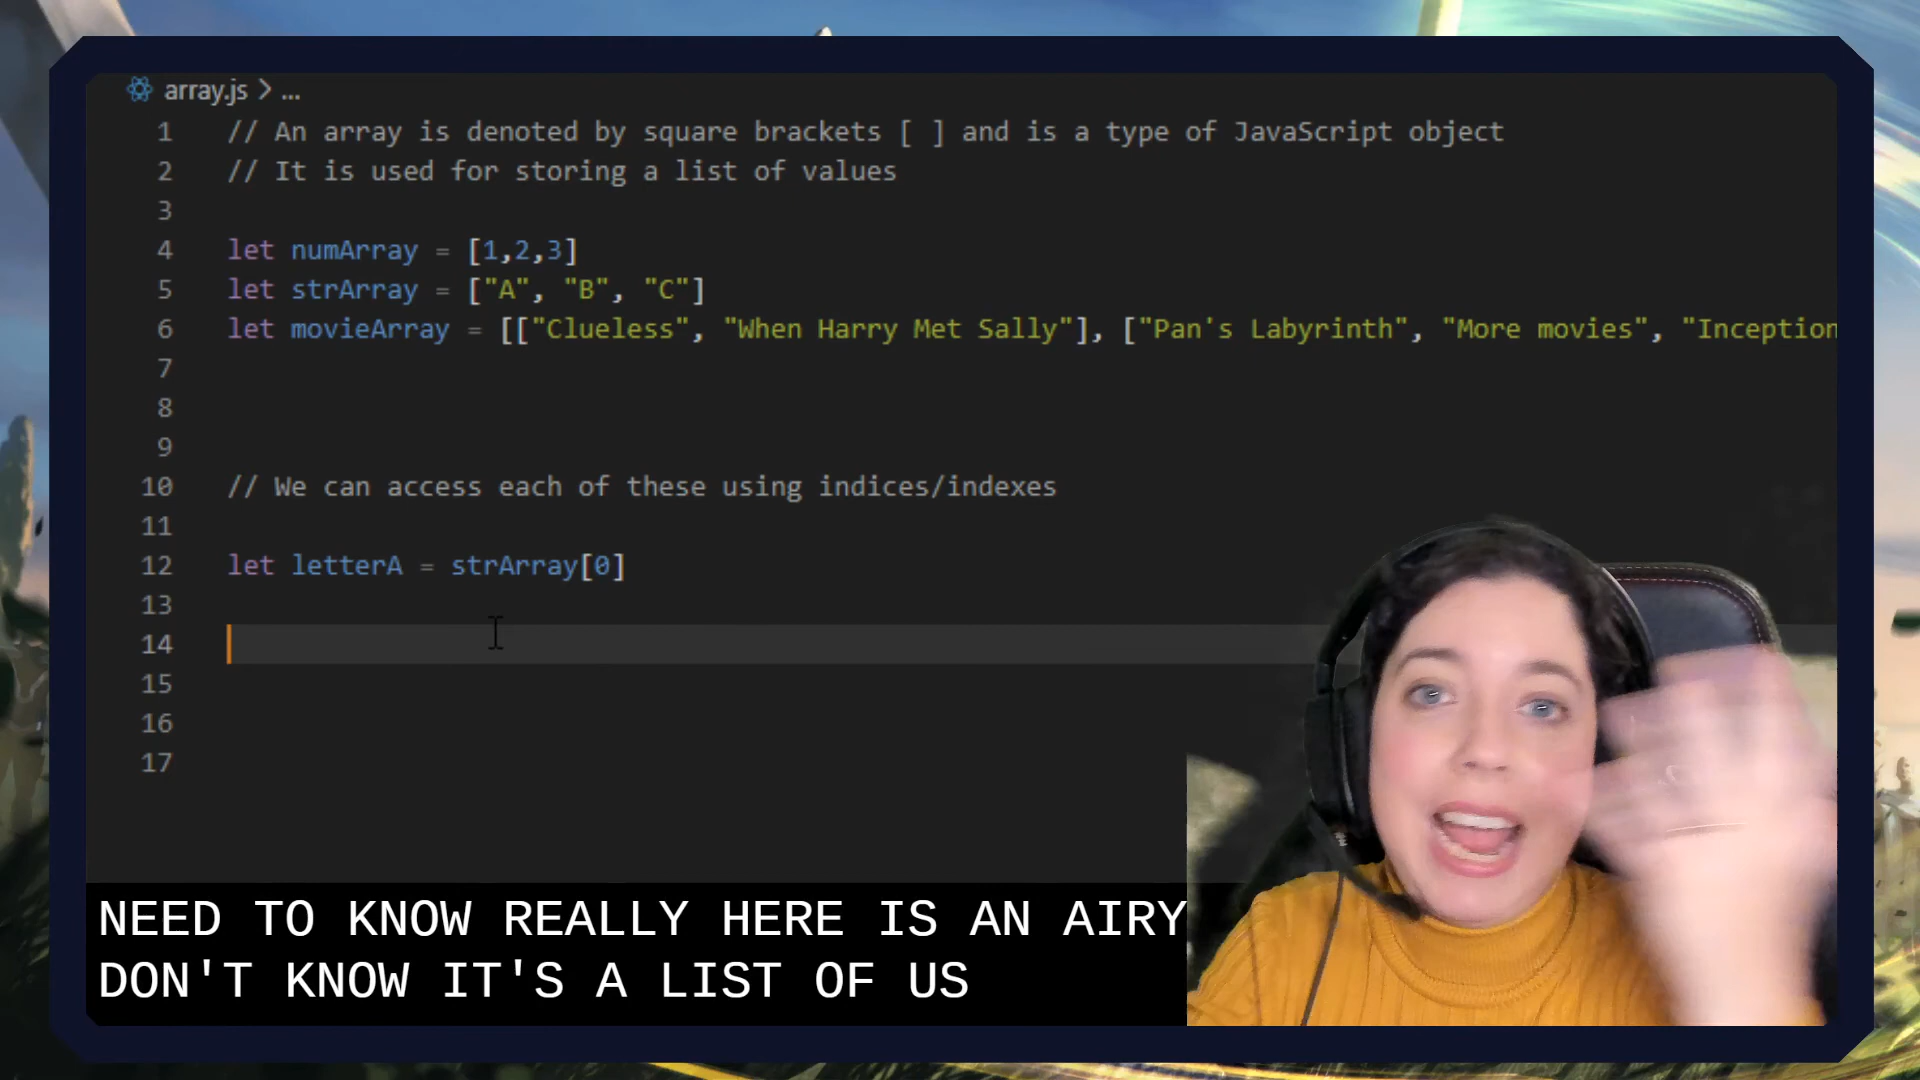 array.js > ...
1 // An array is denoted by square brackets [ ] and is a type of JavaScript object
2 // It is used for storing a list of values
3
4 let numArray = [1,2,3]
5 let strArray = ["A", "B", "C"]
6 let movieArray = [["Clueless", "When Harry Met Sally"], ["Pan's Labyrinth", "More movies", "Inception
7
8
9
10 // We can access each of these using indices/indexes
11
12 let letterA = strArray[0]
13
14
15
16
17
NEED TO KNOW REALLY HERE IS AN AIRY
DON'T KNOW IT'S A LIST OF US